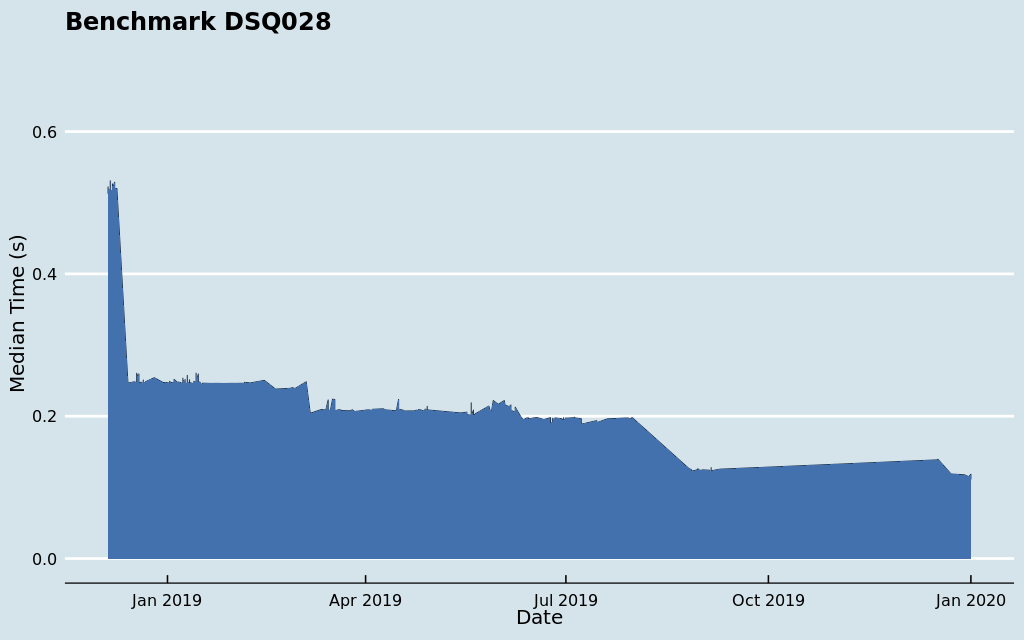 Benchmark DSQ028
Median Time (s)
0.6
0.4
0.2
0.0
Jan 2019
Apr 2019
Jul 2019
Oct 2019
Jan 2020
Date